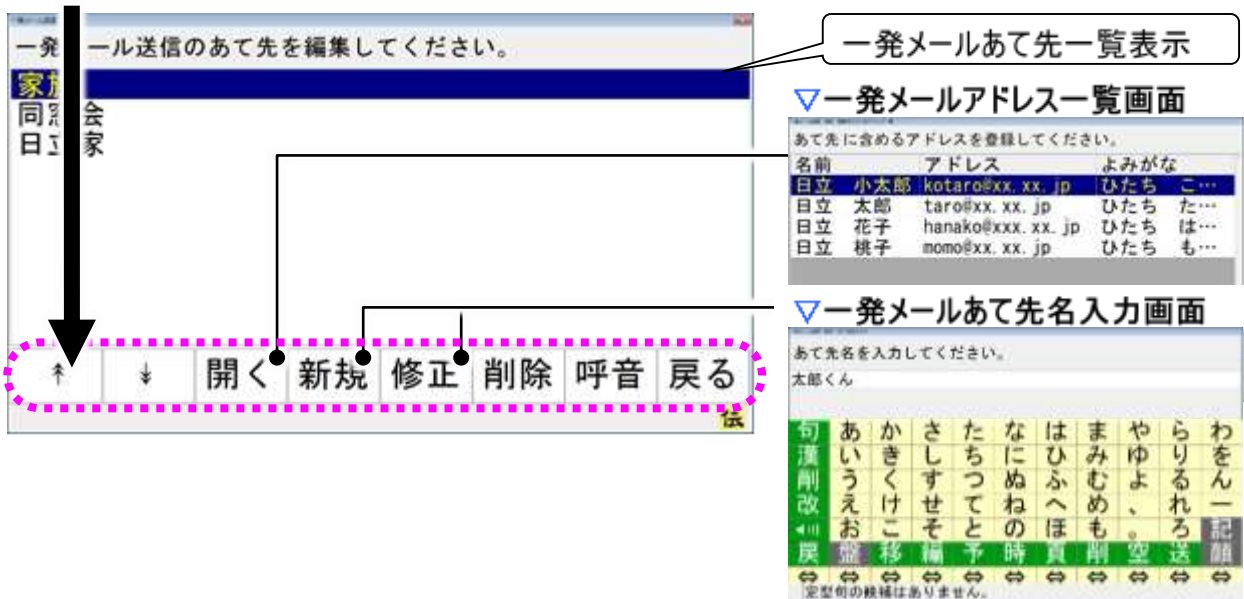 一発 ール送信のあて先を編集してください。
家族
同窓会
日立家
↟ ↡ 開く 新規 修正 削除 呼音 戻る
伝
一発メールあて先一覧表示
▽一発メールアドレス一覧画面
あて先に含めるアドレスを登録してください。
名前 アドレス よみがな
日立 小太郎 kotaro@xx.xx.jp ひたち こ…
日立 太郎 taro@xx.xx.jp ひたち た…
日立 花子 hanako@xxx.xx.jp ひたち は…
日立 桃子 momo@xx.xx.jp ひたち も…
▽一発メールあて先名入力画面
あて先名を入力してください。
太郎くん
句 あ か さ た な は ま や ら わ
漢 い き し ち に ひ み ゆ り を
削 う く す つ ぬ ふ む よ る ん
改 え け せ て ね へ め 、 れ ー
お こ そ と の ほ も 。 ろ 記
戻 盤 移 編 予 時 頁 削 空 送 顔
⇔ ⇔ ⇔ ⇔ ⇔ ⇔ ⇔ ⇔ ⇔ ⇔ ⇔
定型句の候補はありません。